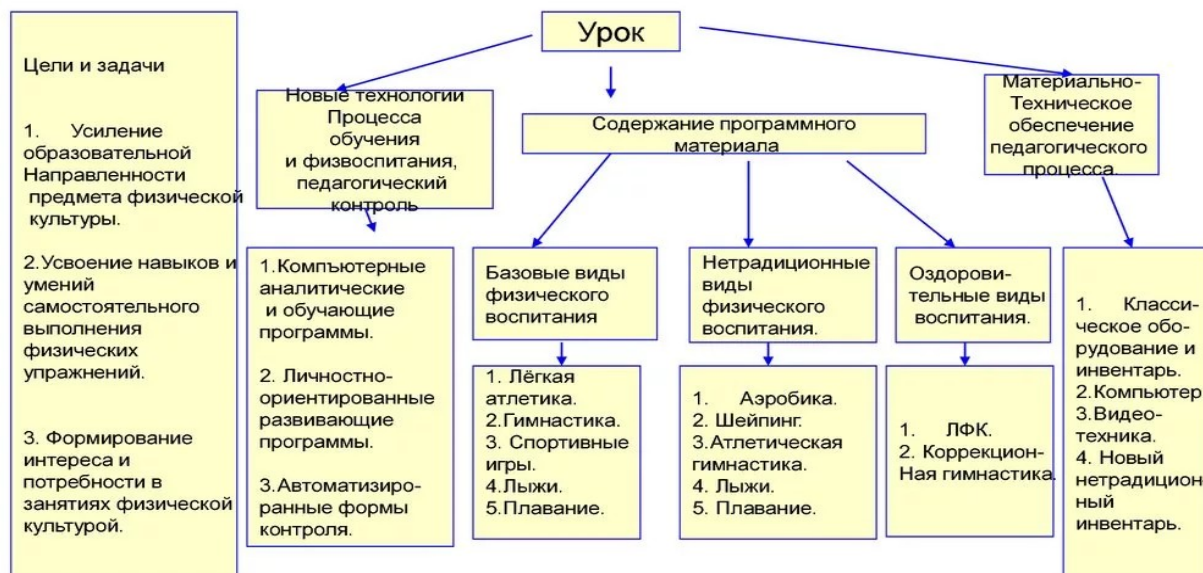 Урок
Цели и задачи
1. Усиление
образовательной
Направленности
предмета физической
культуры.
2.Усвоение навыков и
умений
самостоятельного
выполнения
физических
упражнений.
3. Формирование
интереса и
потребности в
занятиях физической
культурой.
Новые технологии
Процесса
обучения
и физвоспитания,
педагогический
контроль
1.Компъютерные
аналитические
и обучающие
программы.
2. Личностно-
ориентированные
развивающие
программы.
3.Автоматизиро-
ванные формы
контроля.
Содержание программного
материала
Базовые виды
физического
воспитания
1. Лёгкая
атлетика.
2.Гимнастика.
3. Спортивные
игры.
4.Лыжи.
5.Плавание.
Нетрадиционные
виды
физического
воспитания.
1. Аэробика.
2. Шейпинг.
3.Атлетическая
гимнастика.
4. Лыжи.
5. Плавание.
Оздорови-
тельные виды
воспитания.
1. ЛФК.
2. Коррекцион-
Ная гимнастика.
Материально-
Техническое
обеспечение
педагогического
процесса.
1. Класси-
ческое обо-
рудование и
инвентарь.
2.Компьютер
3.Видео-
техника.
4. Новый
нетрадицион
ный
инвентарь.